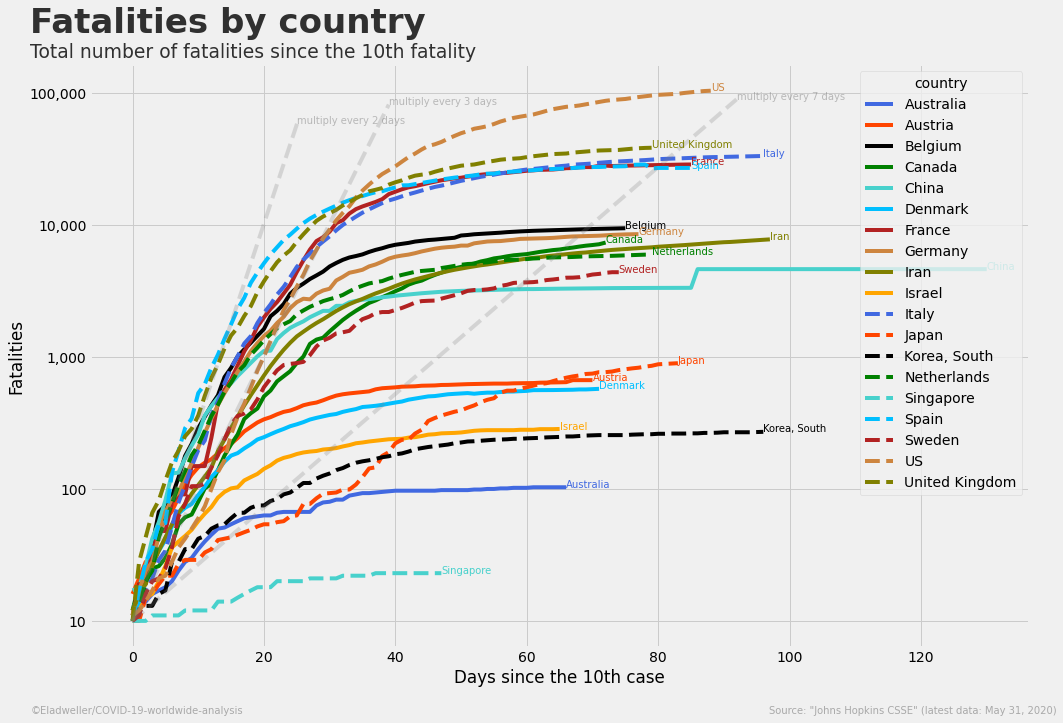 Fatalities by country
Total number of fatalities since the 10th fatality
country
Australia
Austria
Belgium
Canada
China
Denmark
France
Germany
Iran
Israel
Italy
Japan
Korea, South
Netherlands
Singapore
Spain
Sweden
US
United Kingdom
100,000
10,000
1,000
100
10
Fatalities
US
multiply every 7 days
multiply every 3 days
multiply every 2 days
United Kingdom
Italy
France
Spain
Belgium
Germany
Iran
Canada
Netherlands
Sweden
China
Japan
Austria
Denmark
Israel
Korea, South
Australia
Singapore
0
20
40
60
80
100
120
Days since the 10th case
©Eladweller/COVID-19-worldwide-analysis
Source: "Johns Hopkins CSSE" (latest data: May 31, 2020)